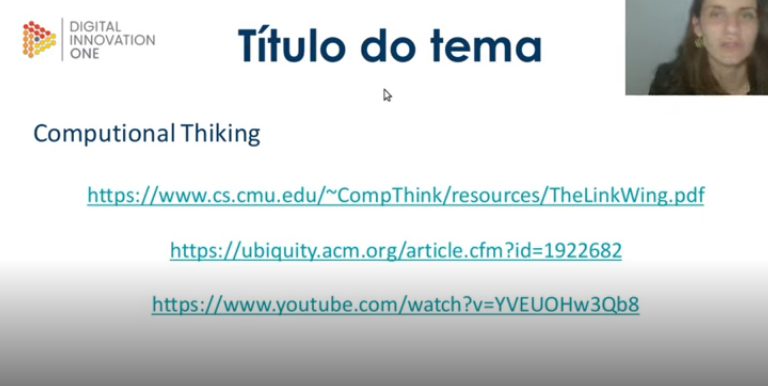 DIGITAL
INNOVATION
ONE
Título do tema
Computional Thiking
https://www.cs.cmu.edu/~CompThink/resources/TheLinkWing.pdf
https://ubiquity.acm.org/article.cfm?id=1922682
https://www.youtube.com/watch?v=YVEUOHw3Qb8